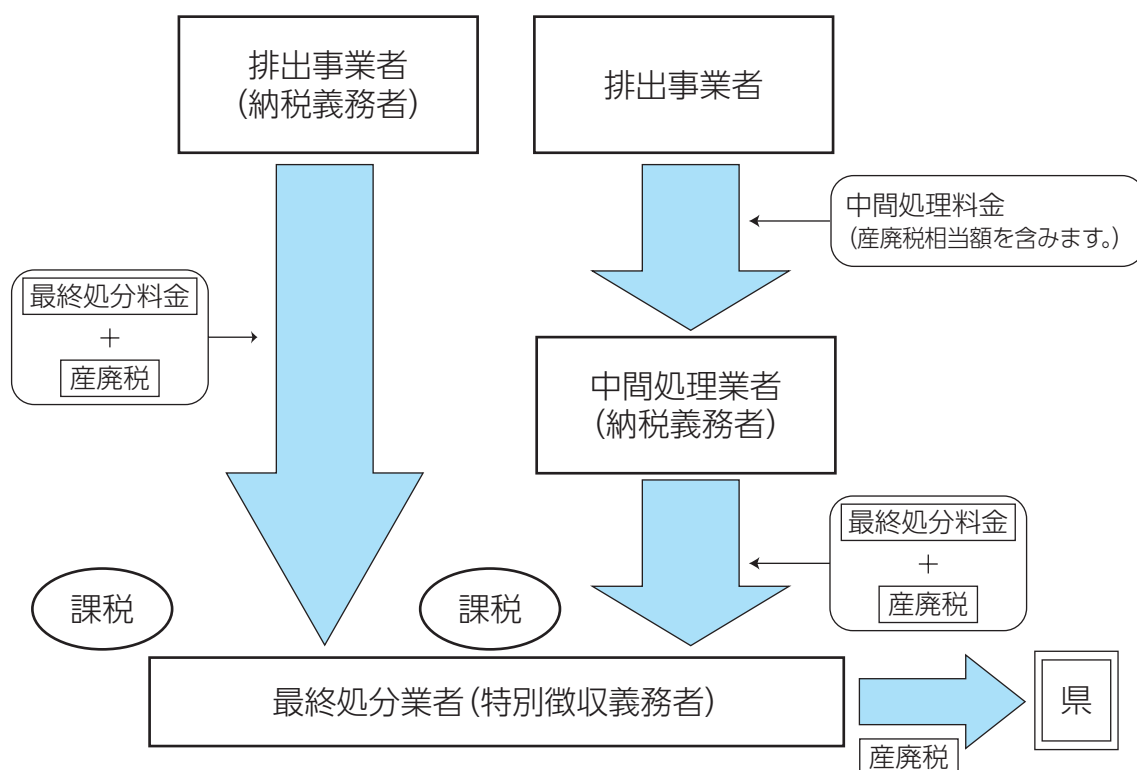 排出事業者
(納税義務者)
排出事業者
中間処理料金
(産廃税相当額を含みます。)
最終処分料金
+
産廃税
中間処理業者
(納税義務者)
最終処分料金
+
産廃税
課税
課税
最終処分業者(特別徴収義務者)
県
産廃税